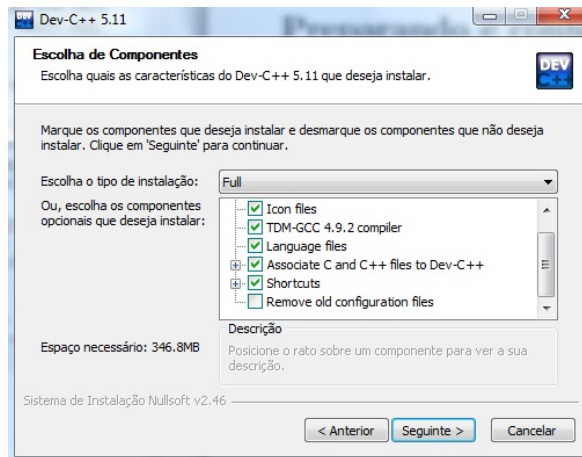 Dev-C++ 5.11
Escolha de Componentes
Escolha quais as características do Dev-C++ 5.11 que deseja instalar.
DEV
C++
Marque os componentes que deseja instalar e desmarque os componentes que não deseja
instalar. Clique em 'Seguinte' para continuar.
Escolha o tipo de instalação:
Full
Ou, escolha os componentes
opcionais que deseja instalar:
Icon files
TDM-GCC 4.9.2 compiler
Language files
Associate C and C++ files to Dev-C++
Shortcuts
Remove old configuration files
Espaço necessário: 346.8MB
Descrição
Posicione o rato sobre um componente para ver a sua
descrição.
Sistema de Instalação Nullsoft v2.46
< Anterior
Seguinte >
Cancelar